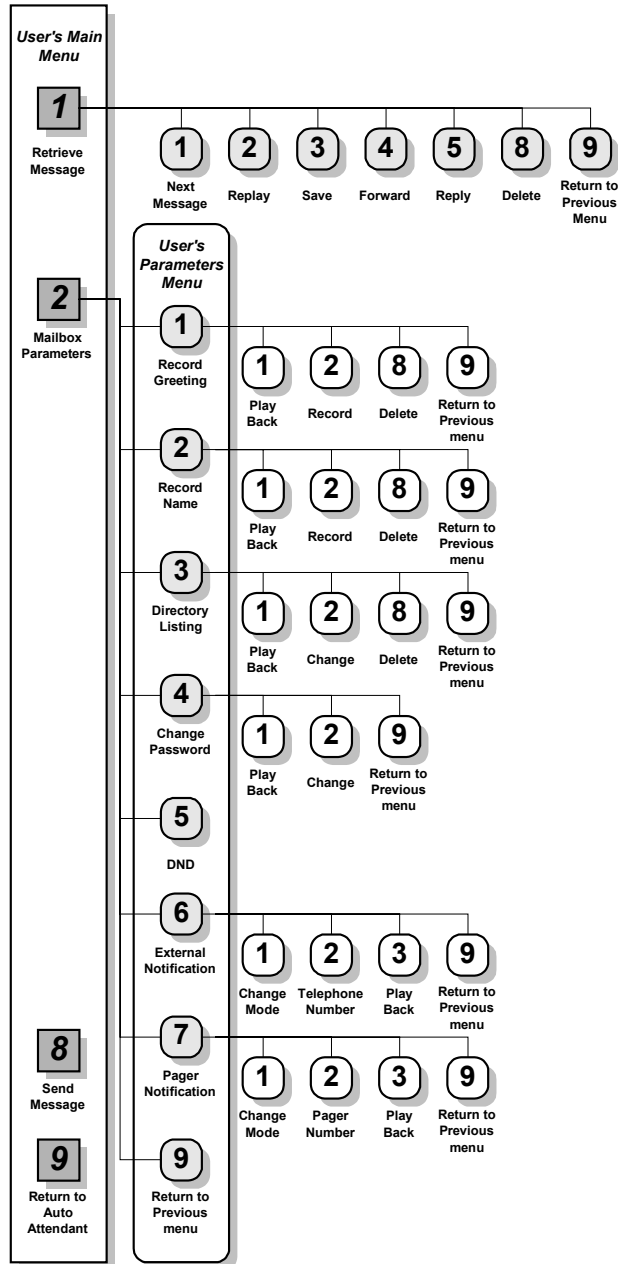 User's Main
Menu
1
Retrieve
Message
1
Next
Message
2
Replay
3
Save
4
Forward
5
Reply
8
Delete
9
Return to
Previous
Menu
User's
Parameters
Menu
2
Mailbox
Parameters
1
Record
Greeting
1
Play
Back
2
Record
8
Delete
9
Return to
Previous
menu
2
Record
Name
1
Play
Back
2
Record
8
Delete
9
Return to
Previous
menu
3
Directory
Listing
1
Play
Back
2
Change
8
Delete
9
Return to
Previous
menu
4
Change
Password
1
Play
Back
2
Change
9
Return to
Previous
menu
5
DND
6
External
Notification
1
Change
Mode
2
Telephone
Number
3
Play
Back
9
Return to
Previous
menu
7
Pager
Notification
1
Change
Mode
2
Pager
Number
3
Play
Back
9
Return to
Previous
menu
8
Send
Message
9
Return to
Auto
Attendant
9
Return to
Previous
menu